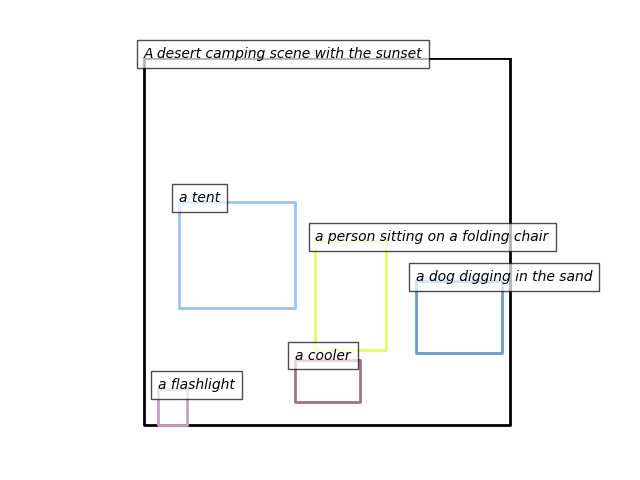 A desert camping scene with the sunset
a tent
a person sitting on a folding chair
a dog digging in the sand
a cooler
a flashlight